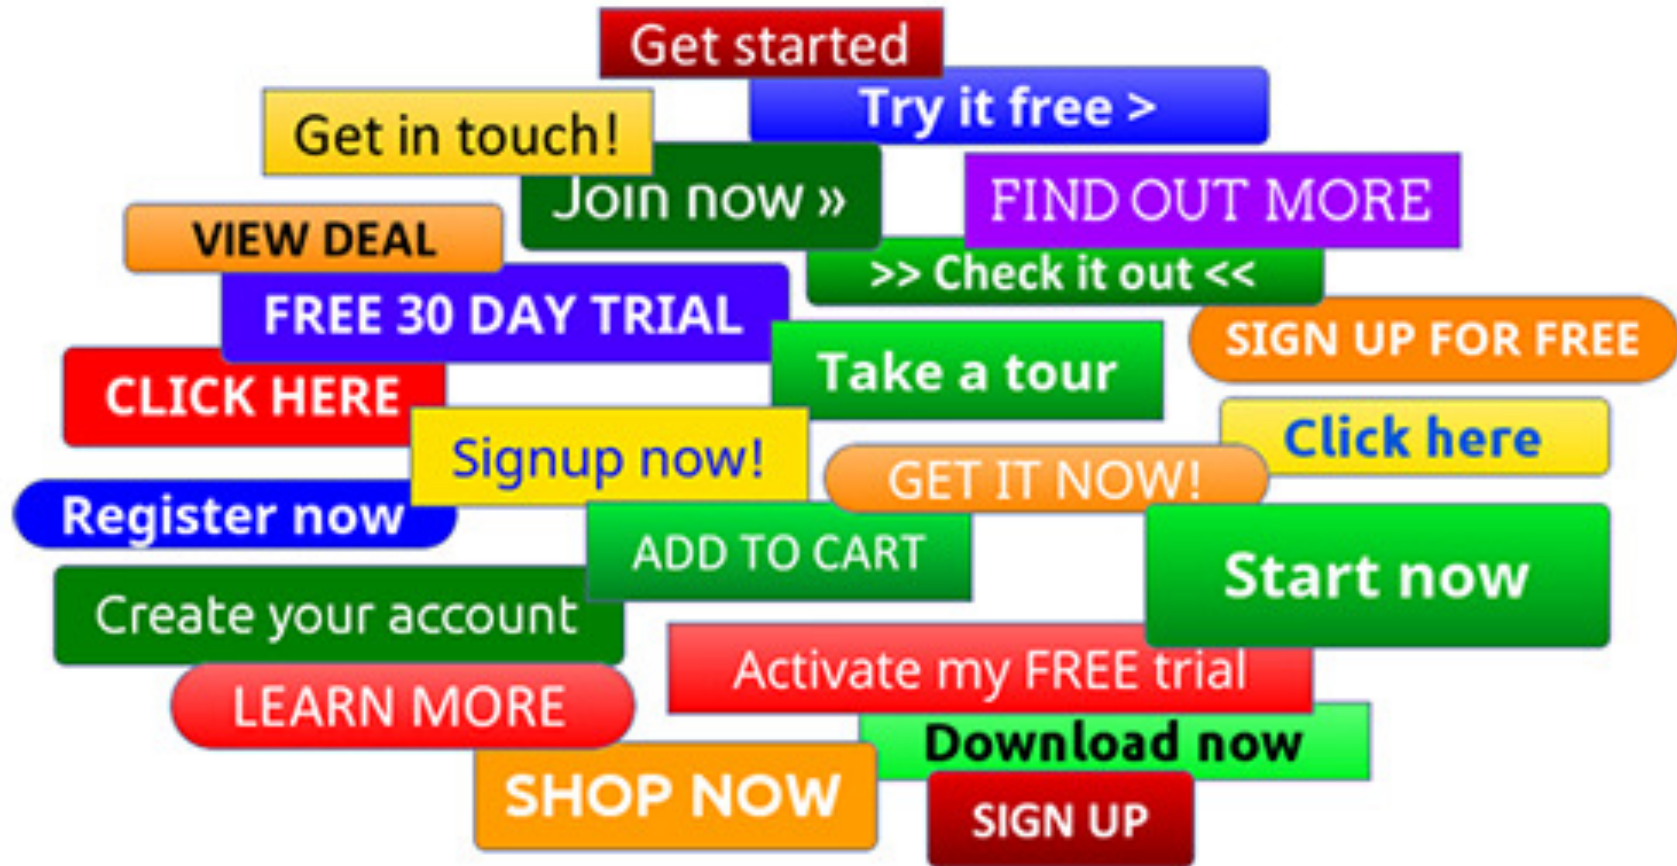 Get started
Try it free >
Get in touch!
Join now »
FIND OUT MORE
VIEW DEAL
>> Check it out <<
FREE 30 DAY TRIAL
SIGN UP FOR FREE
Take a tour
CLICK HERE
Click here
Signup now!
GET IT NOW!
Register now
ADD TO CART
Start now
Create your account
Activate my FREE trial
LEARN MORE
Download now
SHOP NOW
SIGN UP